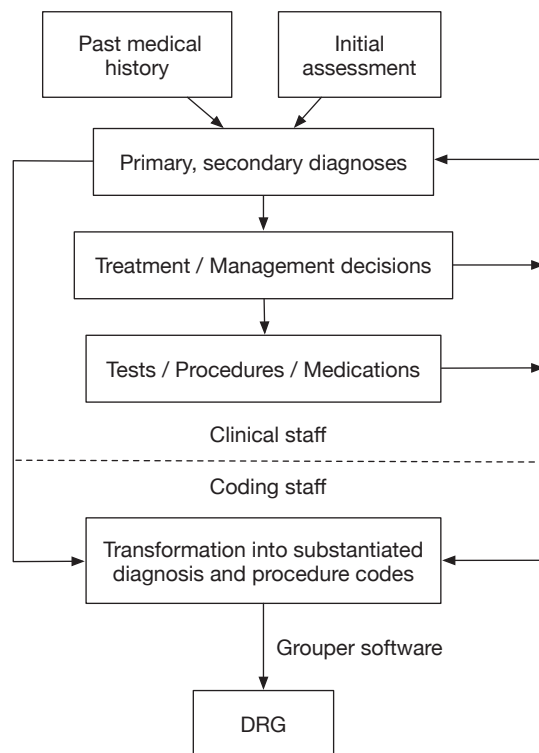 Past medical
history
Initial
assessment
Primary, secondary diagnoses
Treatment / Management decisions
Tests / Procedures / Medications
Clinical staff
Coding staff
Transformation into substantiated
diagnosis and procedure codes
Grouper software
DRG